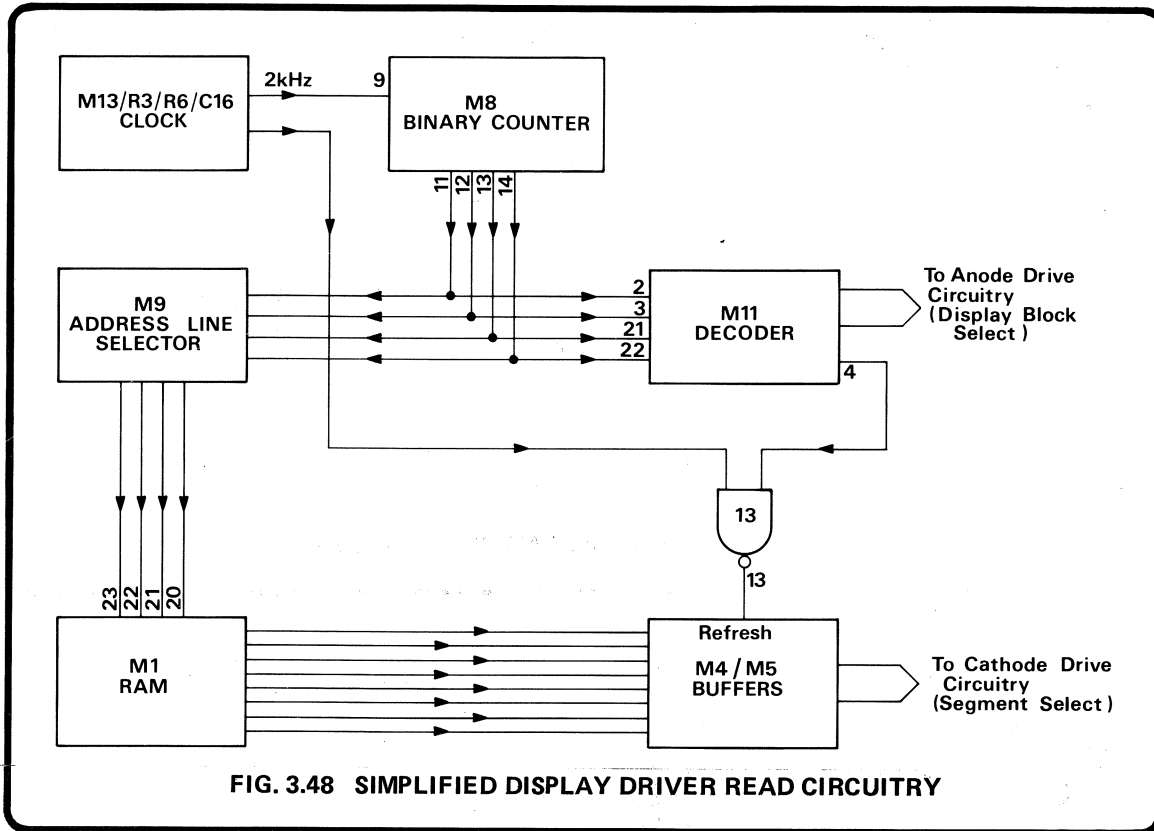 M13/R3/R6/C16
CLOCK
2kHz
9
M8
BINARY COUNTER
11
12
13
14
M9
ADDRESS LINE
SELECTOR
2
3
21
22
M11
DECODER
4
To Anode Drive
Circuitry
(Display Block
Select)
13
13
23
22
21
20
M1
RAM
Refresh
M4/M5
BUFFERS
To Cathode Drive
Circuitry
(Segment Select)
FIG. 3.48 SIMPLIFIED DISPLAY DRIVER READ CIRCUITRY